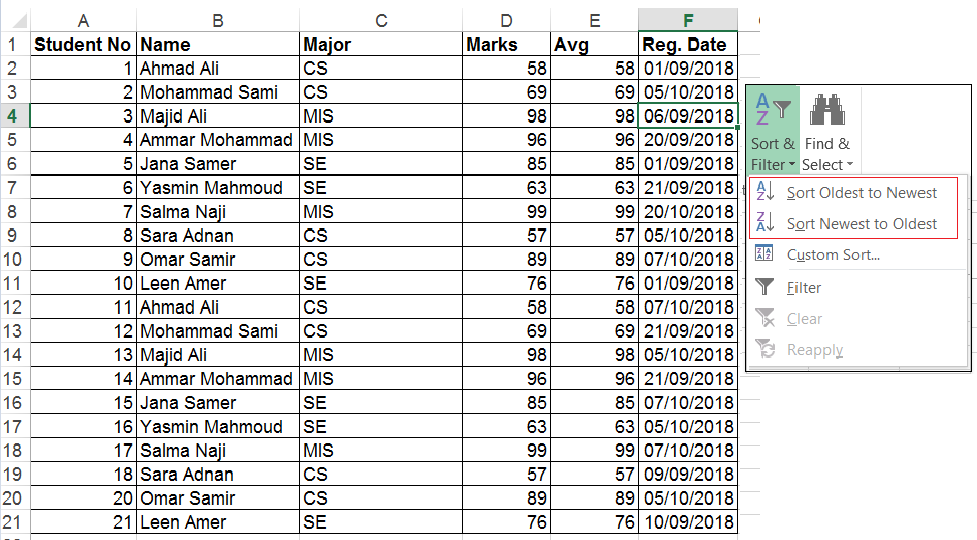 A B C D E F
1 Student No Name Major Marks Avg Reg. Date
2 1 Ahmad Ali CS 58 58 01/09/2018
3 2 Mohammad Sami CS 69 69 05/10/2018
4 3 Majid Ali MIS 98 98 06/09/2018
5 4 Ammar Mohammad MIS 96 96 20/09/2018
6 5 Jana Samer SE 85 85 01/09/2018
7 6 Yasmin Mahmoud SE 63 63 21/09/2018
8 7 Salma Naji MIS 99 99 20/10/2018
9 8 Sara Adnan CS 57 57 05/10/2018
10 9 Omar Samir CS 89 89 07/10/2018
11 10 Leen Amer SE 76 76 01/09/2018
12 11 Ahmad Ali CS 58 58 07/10/2018
13 12 Mohammad Sami CS 69 69 21/09/2018
14 13 Majid Ali MIS 98 98 05/10/2018
15 14 Ammar Mohammad MIS 96 96 21/09/2018
16 15 Jana Samer SE 85 85 07/10/2018
17 16 Yasmin Mahmoud SE 63 63 05/10/2018
18 17 Salma Naji MIS 99 99 07/10/2018
19 18 Sara Adnan CS 57 57 09/09/2018
20 20 Omar Samir CS 89 89 05/10/2018
21 21 Leen Amer SE 76 76 10/09/2018
Sort & Filter
Find & Select
Sort Oldest to Newest
Sort Newest to Oldest
Custom Sort...
Filter
Clear
Reapply